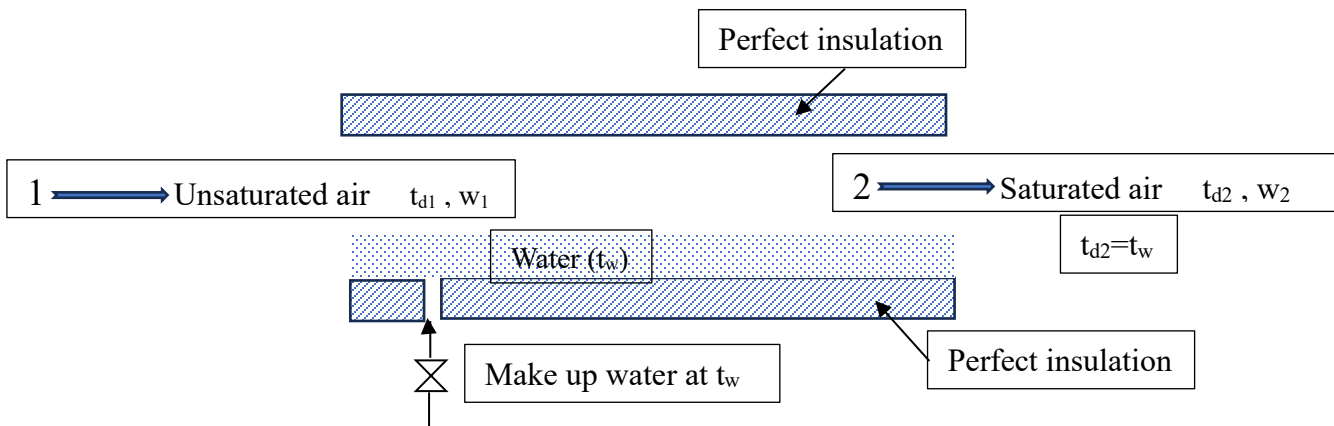 Perfect insulation
1 Unsaturated air t_d1 , w_1
2 Saturated air t_d2 , w_2
t_d2=t_w
Water (t_w)
Perfect insulation
Make up water at t_w